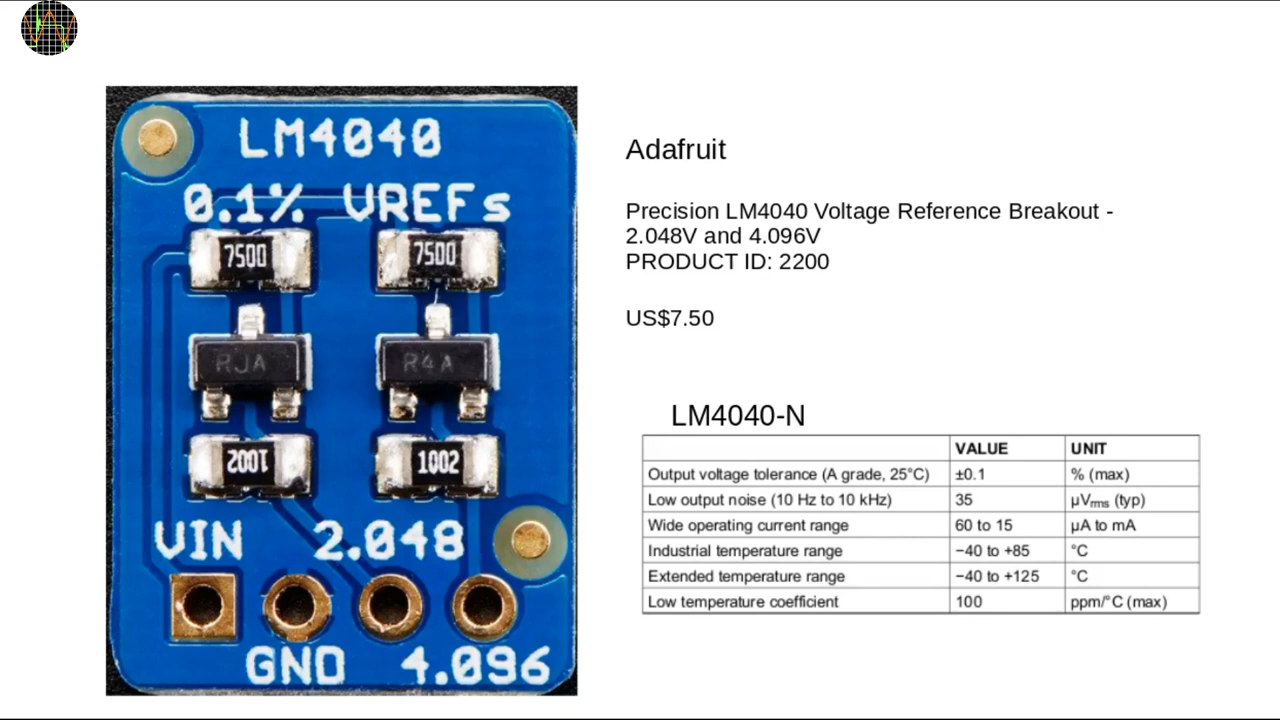 LM4040
0.1% VREFs
7500 7500
RJA R4A
1002 1002
VIN 2.048
GND 4.096
Adafruit
Precision LM4040 Voltage Reference Breakout -
2.048V and 4.096V
PRODUCT ID: 2200
US$7.50
LM4040-N
VALUE UNIT
Output voltage tolerance (A grade, 25°C) ±0.1 % (max)
Low output noise (10 Hz to 10 kHz) 35 μVrms (typ)
Wide operating current range 60 to 15 μA to mA
Industrial temperature range −40 to +85 °C
Extended temperature range −40 to +125 °C
Low temperature coefficient 100 ppm/°C (max)